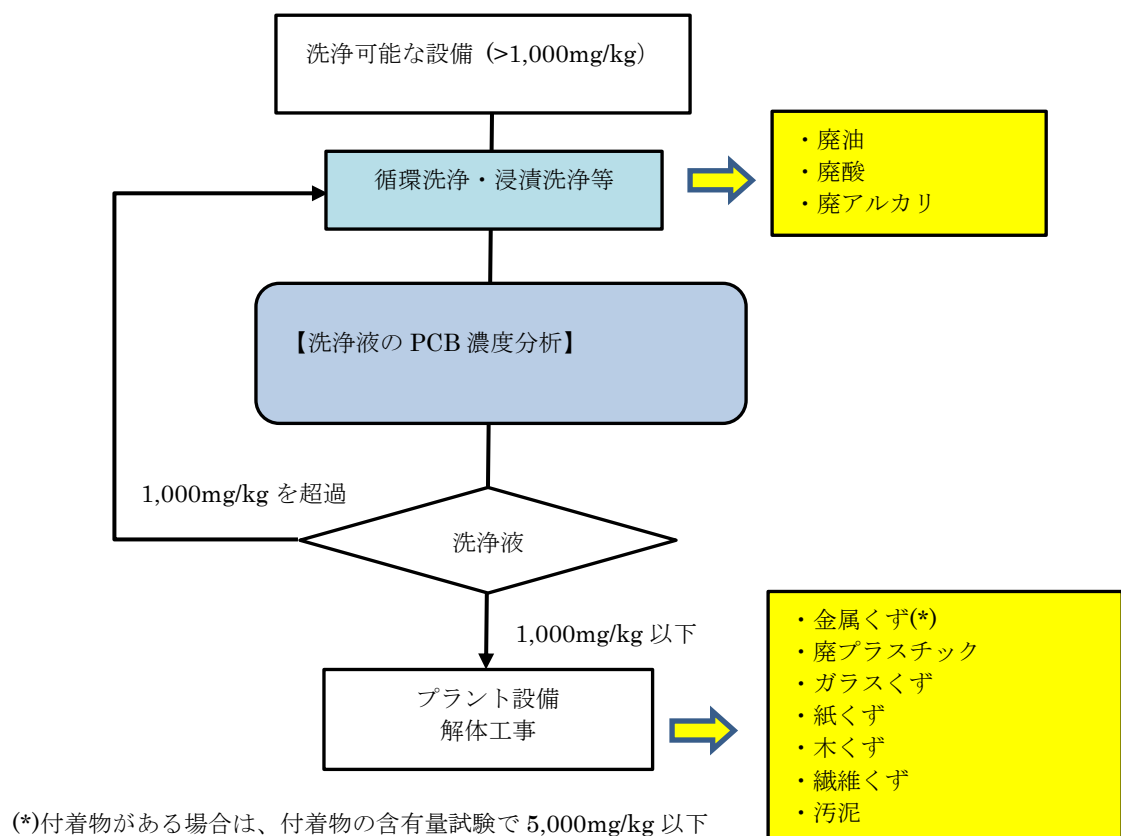 洗浄可能な設備 (>1,000mg/kg)
循環洗浄・浸漬洗浄等
・廃油
・廃酸
・廃アルカリ
【洗浄液の PCB 濃度分析】
1,000mg/kg を超過
洗浄液
1,000mg/kg 以下
プラント設備
解体工事
・金属くず(*)
・廃プラスチック
・ガラスくず
・紙くず
・木くず
・繊維くず
・汚泥
(*)付着物がある場合は、付着物の含有量試験で 5,000mg/kg 以下